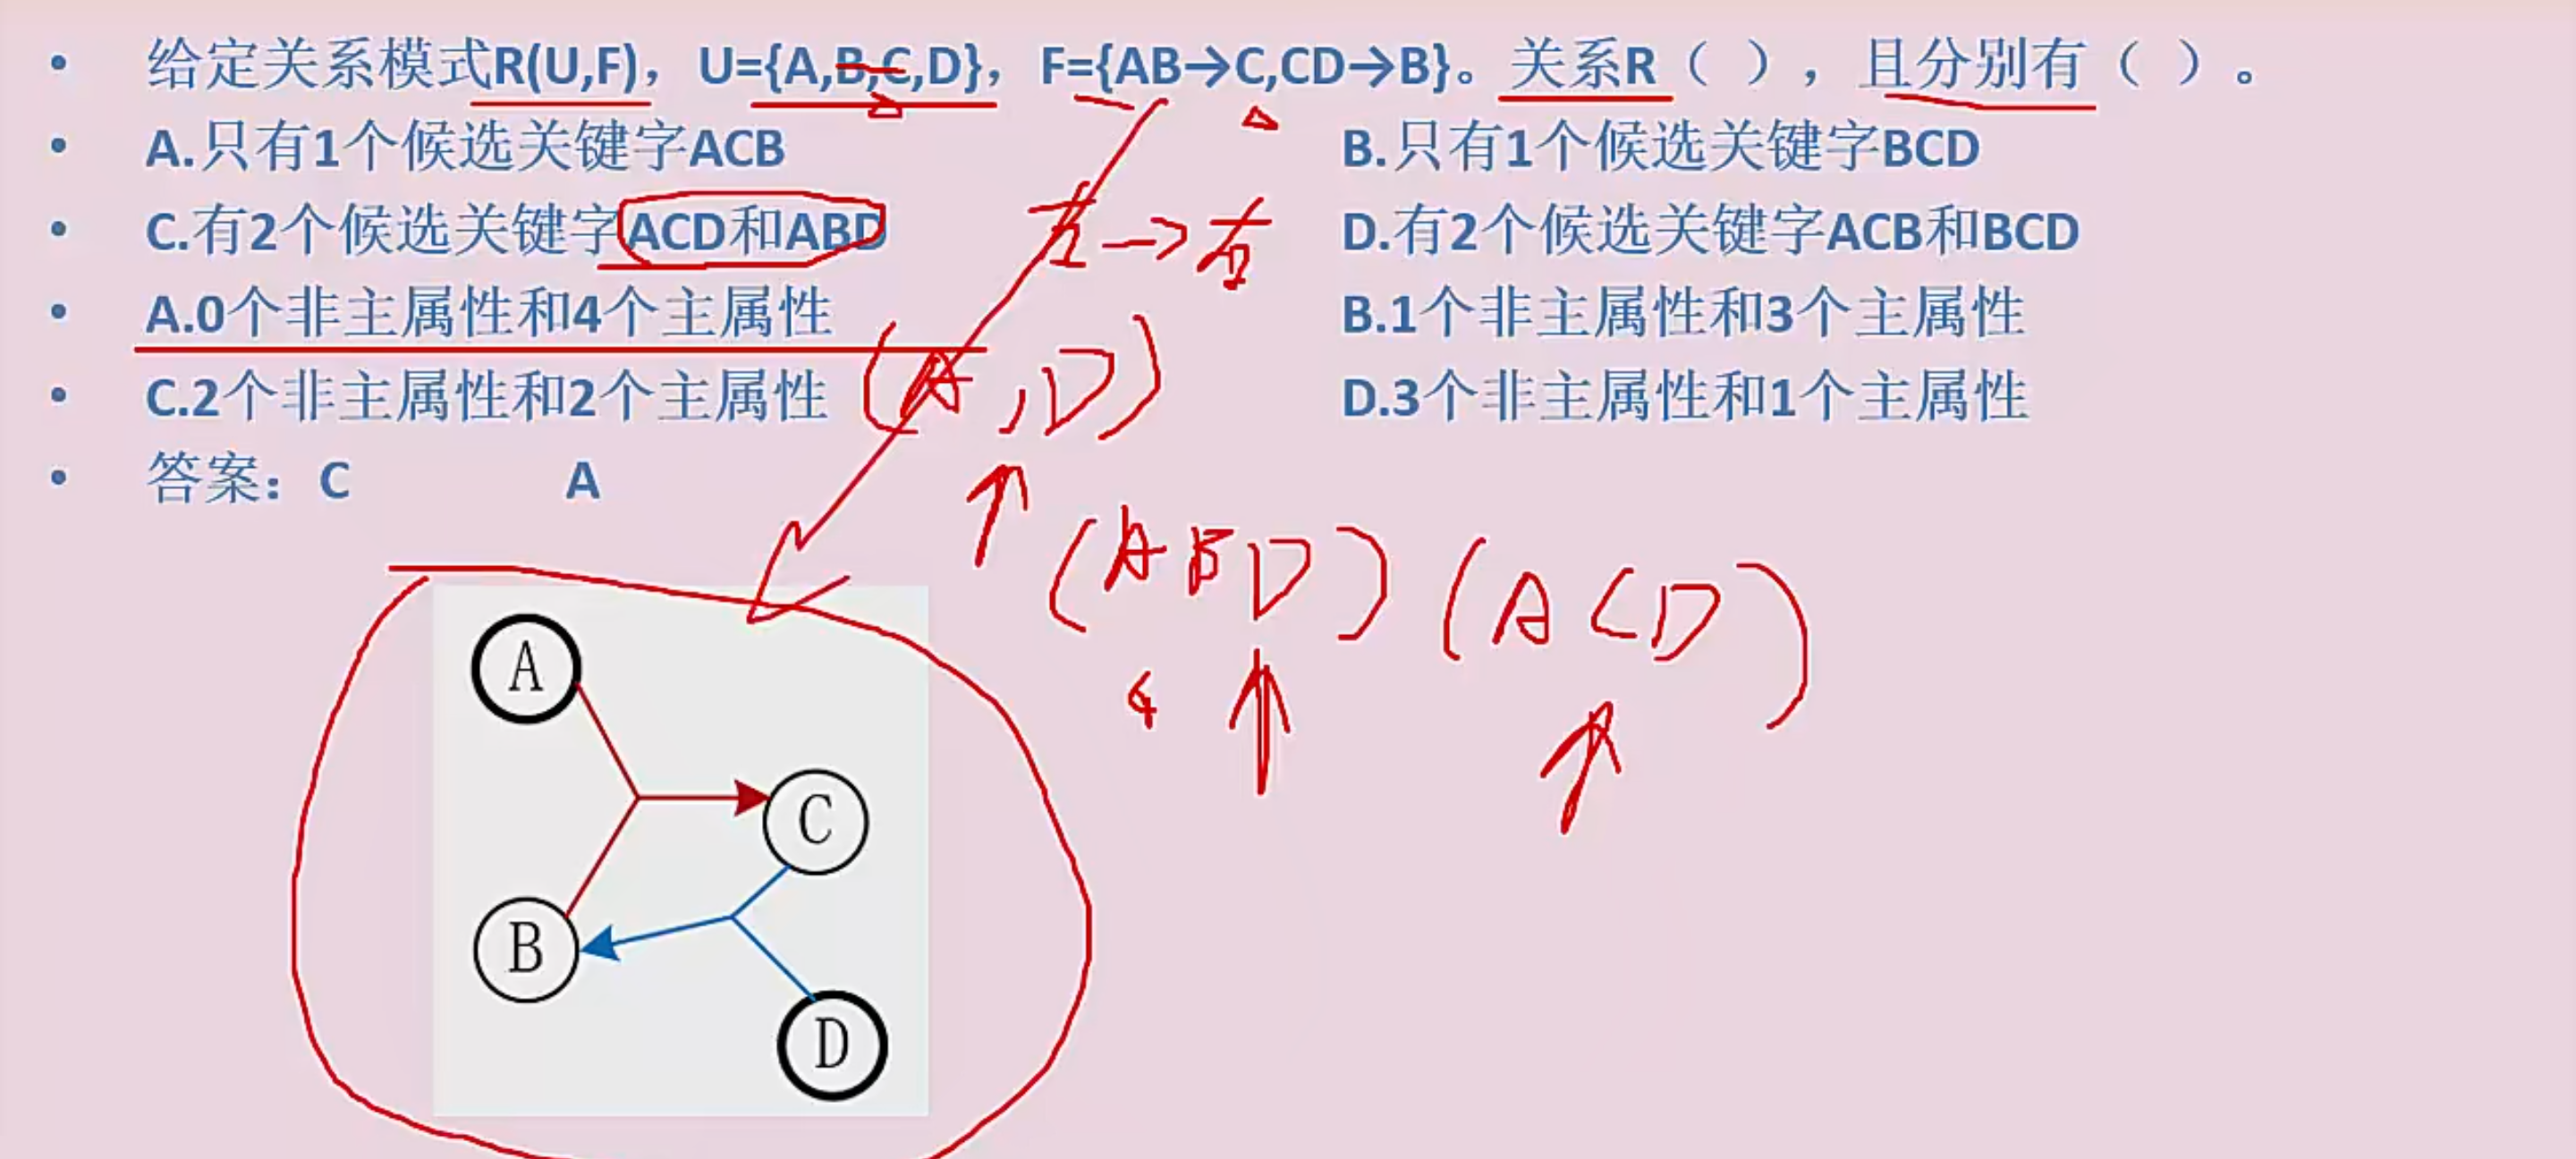 • 给定关系模式R(U,F)，U={A,B,C,D}，F={AB→C,CD→B}。关系R（ ），且分别有（ ）。
• A.只有1个候选关键字ACB B.只有1个候选关键字BCD
• C.有2个候选关键字ACD和ABD D.有2个候选关键字ACB和BCD
• A.0个非主属性和4个主属性 B.1个非主属性和3个主属性
• C.2个非主属性和2个主属性 D.3个非主属性和1个主属性
• 答案：C A
左→右
(A,D)
(ABD) (ACD)
A
C
B
D